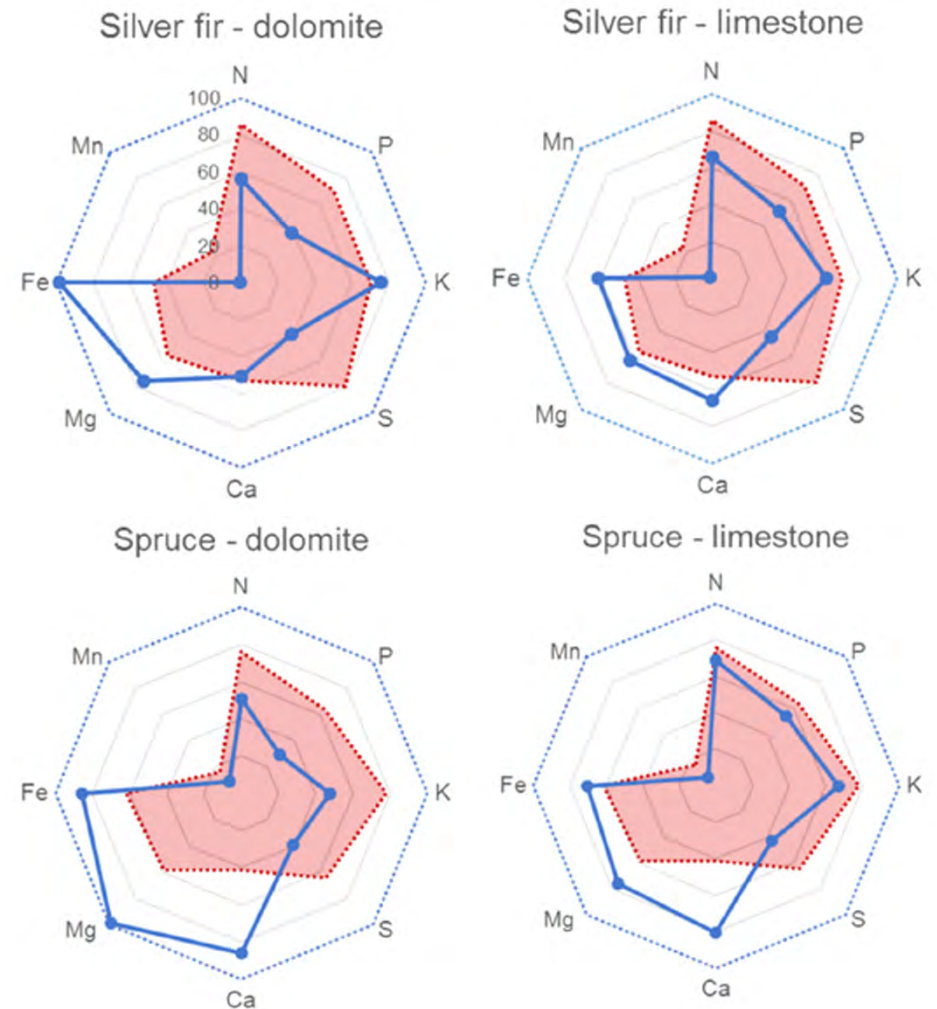 Silver fir - dolomite
N
100
80
60
40
20
0
Mn
P
Fe
K
Mg
S
Ca
Silver fir - limestone
N
Mn
P
Fe
K
Mg
S
Ca
Spruce - dolomite
N
Mn
P
Fe
K
Mg
S
Ca
Spruce - limestone
N
Mn
P
Fe
K
Mg
S
Ca